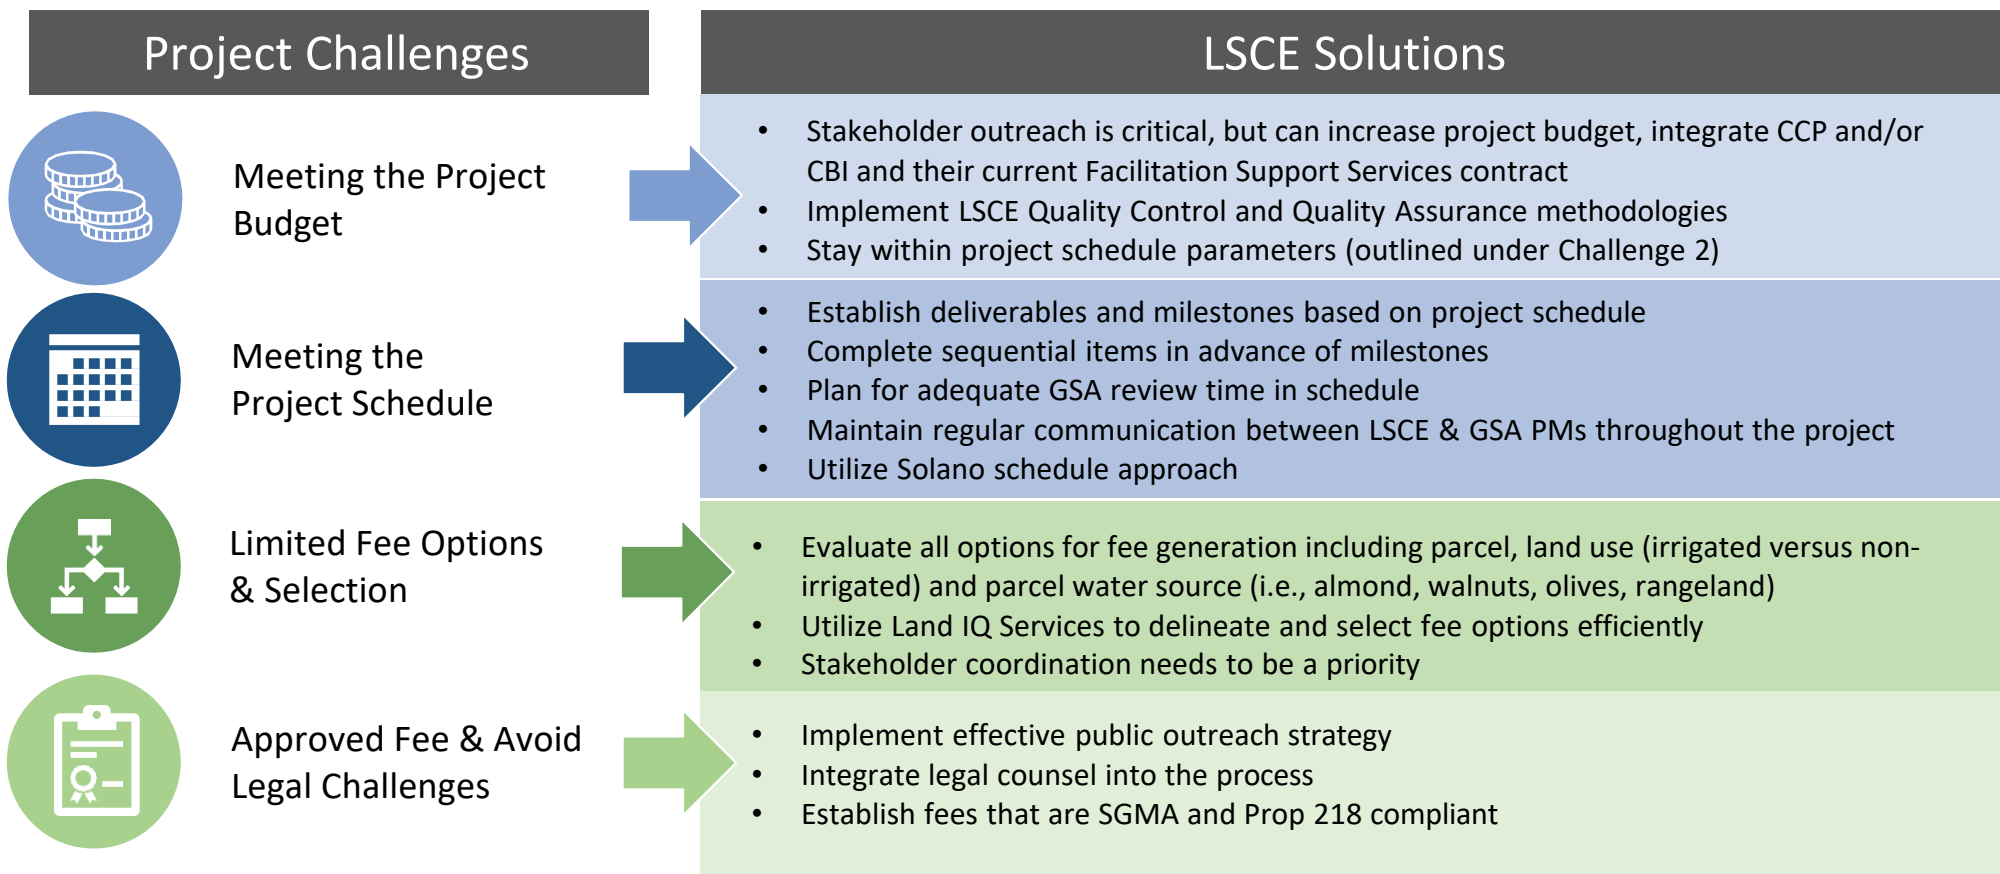 Project Challenges
LSCE Solutions
Meeting the Project
Budget
• Stakeholder outreach is critical, but can increase project budget, integrate CCP and/or
CBI and their current Facilitation Support Services contract
• Implement LSCE Quality Control and Quality Assurance methodologies
• Stay within project schedule parameters (outlined under Challenge 2)
Meeting the
Project Schedule
• Establish deliverables and milestones based on project schedule
• Complete sequential items in advance of milestones
• Plan for adequate GSA review time in schedule
• Maintain regular communication between LSCE & GSA PMs throughout the project
• Utilize Solano schedule approach
Limited Fee Options
& Selection
• Evaluate all options for fee generation including parcel, land use (irrigated versus non-
irrigated) and parcel water source (i.e., almond, walnuts, olives, rangeland)
• Utilize Land IQ Services to delineate and select fee options efficiently
• Stakeholder coordination needs to be a priority
Approved Fee & Avoid
Legal Challenges
• Implement effective public outreach strategy
• Integrate legal counsel into the process
• Establish fees that are SGMA and Prop 218 compliant